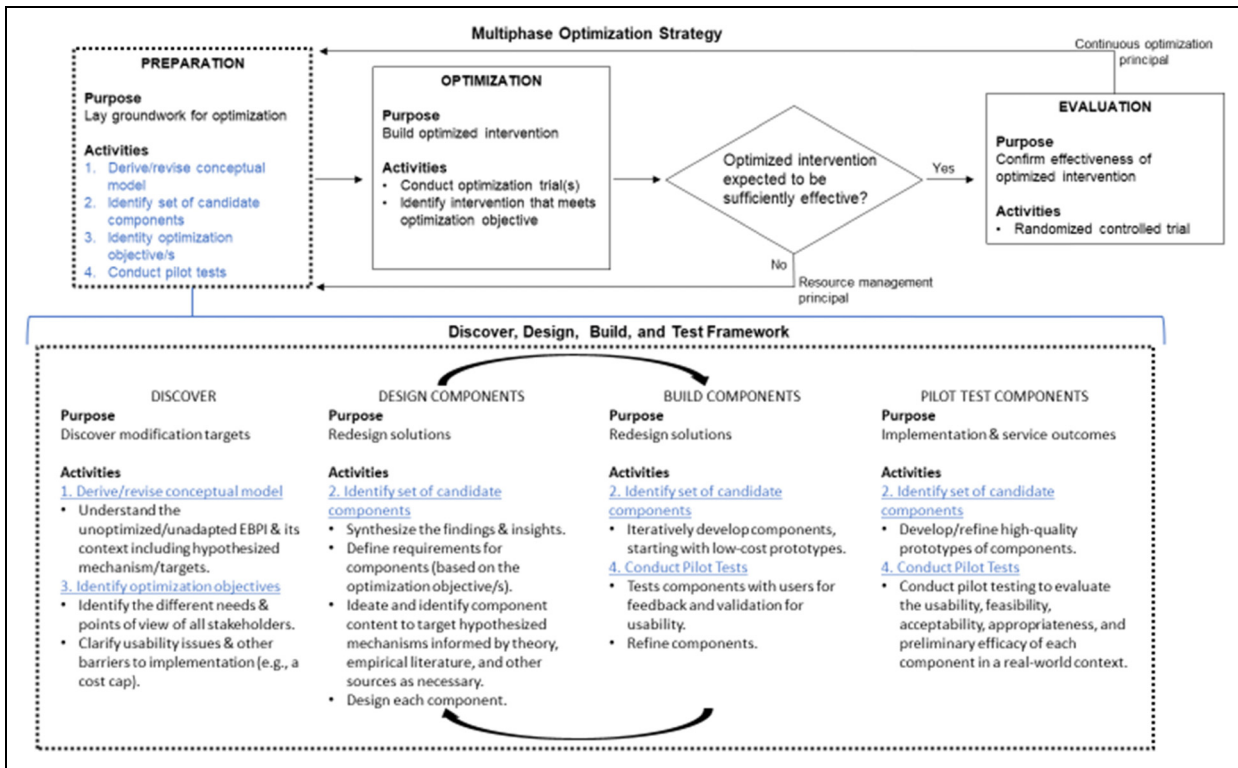 Multiphase Optimization Strategy
PREPARATION
Purpose
Lay groundwork for optimization
Activities
1. Derive/revise conceptual
model
2. Identify set of candidate
components
3. Identity optimization
objective/s
4. Conduct pilot tests
OPTIMIZATION
Purpose
Build optimized intervention
Activities
• Conduct optimization trial(s)
• Identify intervention that meets
optimization objective
Optimized intervention
expected to be
sufficiently effective?
Yes
No
Resource management
principal
Continuous optimization
principal
EVALUATION
Purpose
Confirm effectiveness of
optimized intervention
Activities
• Randomized controlled trial
Discover, Design, Build, and Test Framework
DISCOVER
Purpose
Discover modification targets
Activities
1. Derive/revise conceptual model
• Understand the
unoptimized/unadapted EBPI & its
context including hypothesized
mechanism/targets.
3. Identify optimization objectives
• Identify the different needs &
points of view of all stakeholders.
• Clarify usability issues & other
barriers to implementation (e.g., a
cost cap).
DESIGN COMPONENTS
Purpose
Redesign solutions
Activities
2. Identify set of candidate
components
• Synthesize the findings & insights.
• Define requirements for
components (based on the
optimization objective/s).
• Ideate and identify component
content to target hypothesized
mechanisms informed by theory,
empirical literature, and other
sources as necessary.
• Design each component.
BUILD COMPONENTS
Purpose
Redesign solutions
Activities
2. Identify set of candidate
components
• Iteratively develop components,
starting with low-cost prototypes.
4. Conduct Pilot Tests
• Tests components with users for
feedback and validation for
usability.
• Refine components.
PILOT TEST COMPONENTS
Purpose
Implementation & service outcomes
Activities
2. Identify set of candidate
components
• Develop/refine high-quality
prototypes of components.
4. Conduct Pilot Tests
• Conduct pilot testing to evaluate
the usability, feasibility,
acceptability, appropriateness, and
preliminary efficacy of each
component in a real-world context.